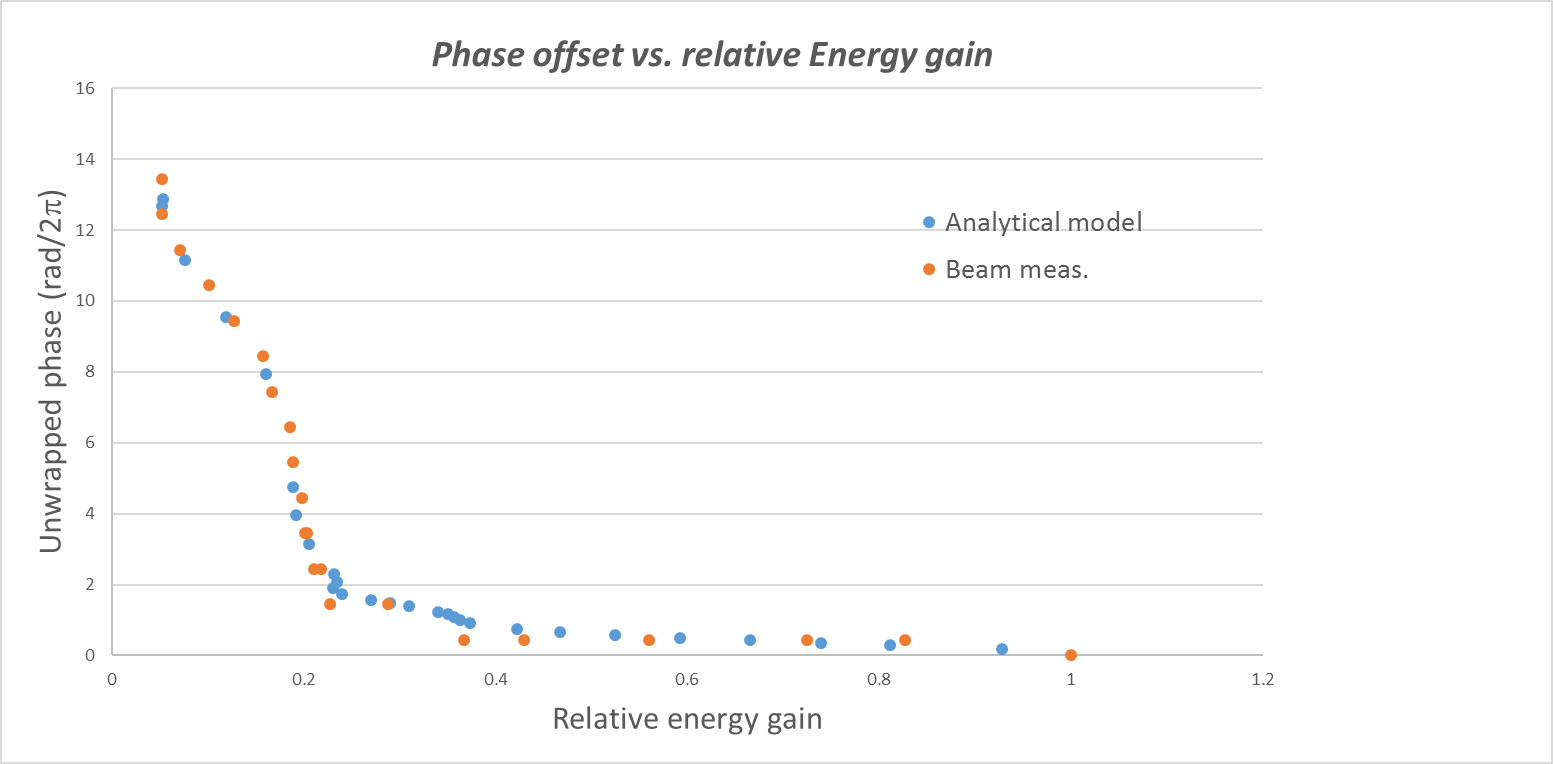 Phase offset vs. relative Energy gain
16
14
12
10
8
6
4
2
0
0 0.2 0.4 0.6 0.8 1 1.2
Unwrapped phase (rad/2π)
Relative energy gain
Analytical model
Beam meas.